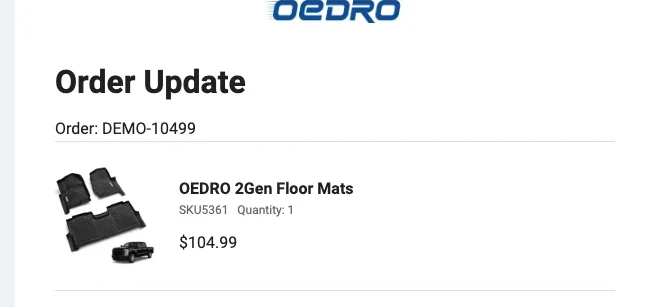 OEDRO
Order Update
Order: DEMO-10499
OEDRO 2Gen Floor Mats
SKU5361 Quantity: 1
$104.99